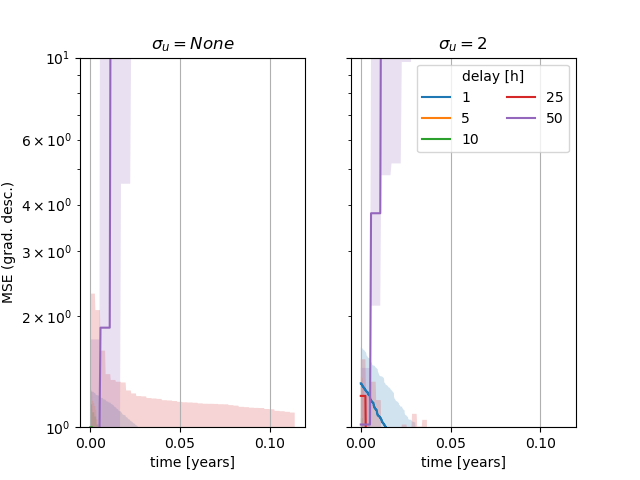 σ_u = None
σ_u = 2
MSE (grad. desc.)
10^1
6 × 10^0
4 × 10^0
3 × 10^0
2 × 10^0
10^0
0.00 0.05 0.10
time [years]
delay [h]
1 25
5 50
10
0.00 0.05 0.10
time [years]